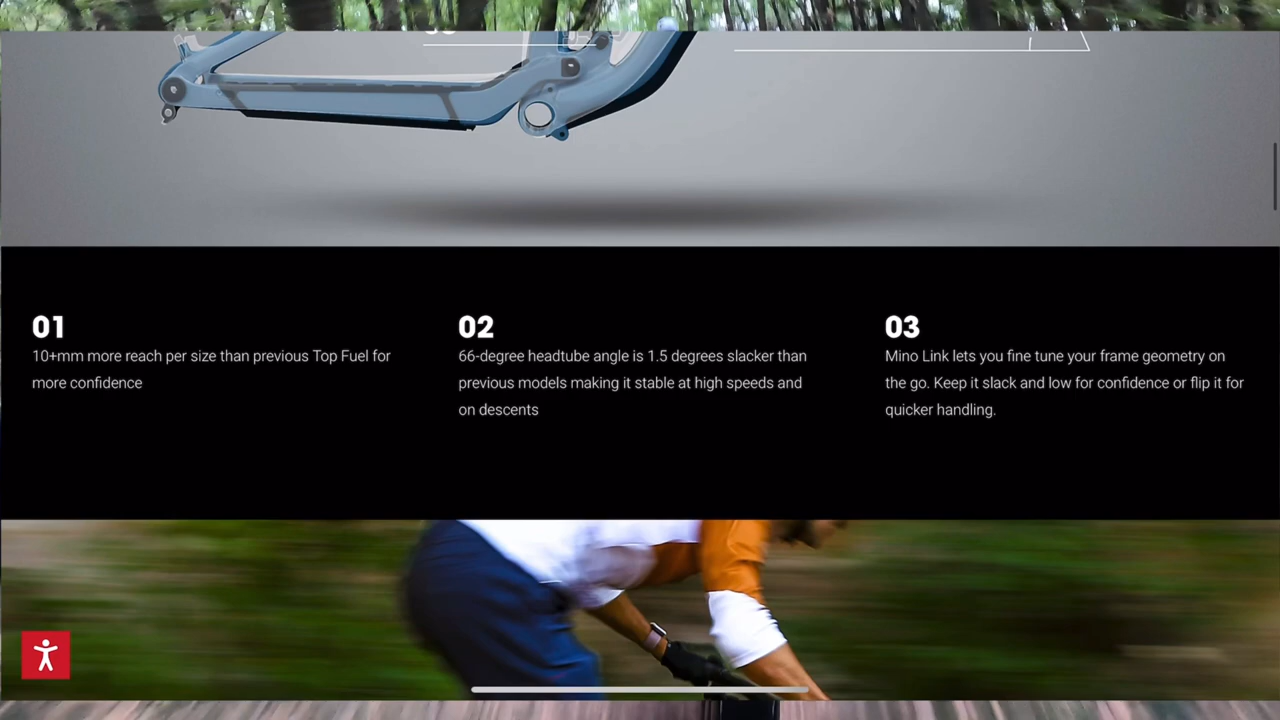 01
10+mm more reach per size than previous Top Fuel for
more confidence
02
66-degree headtube angle is 1.5 degrees slacker than
previous models making it stable at high speeds and
on descents
03
Mino Link lets you fine tune your frame geometry on
the go. Keep it slack and low for confidence or flip it for
quicker handling.